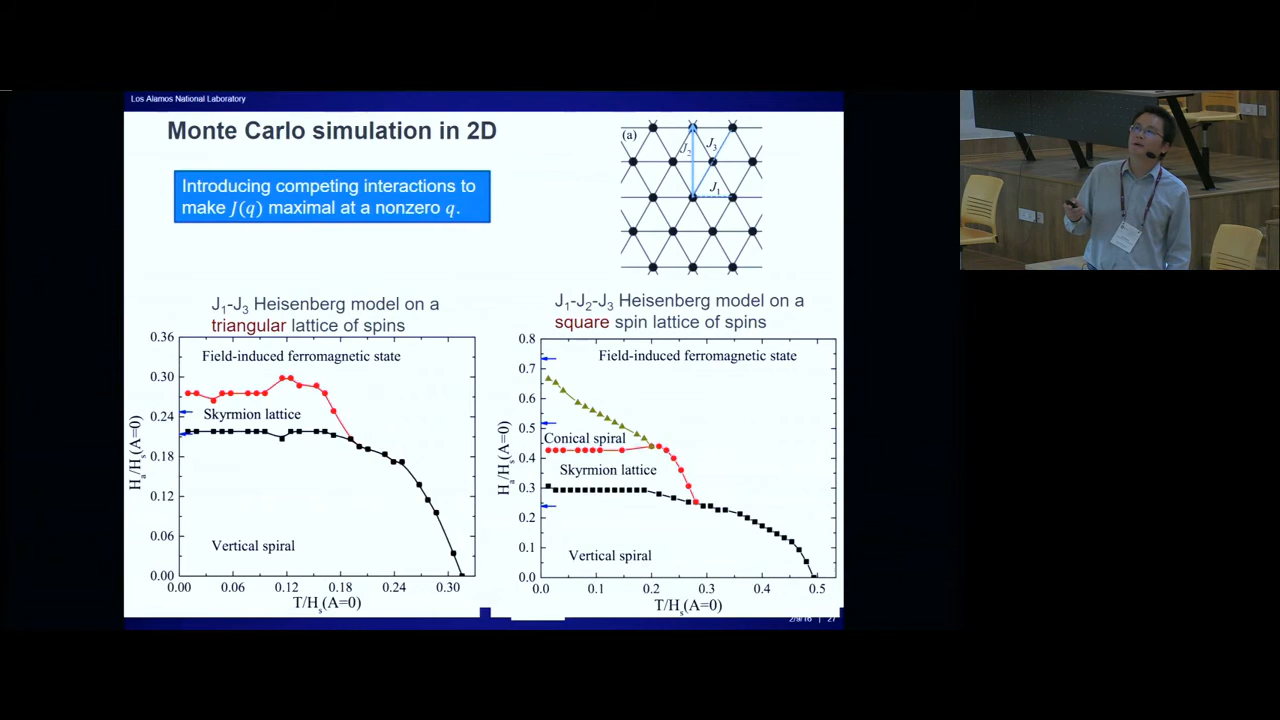 Los Alamos National Laboratory
Monte Carlo simulation in 2D
Introducing competing interactions to
make J(q) maximal at a nonzero q.
(a)
J2
J3
J1
J1-J3 Heisenberg model on a
triangular lattice of spins
0.36
0.30
0.24
0.18
0.12
0.06
0.00
Ha/Hs(A=0)
Field-induced ferromagnetic state
Skyrmion lattice
Vertical spiral
0.00 0.06 0.12 0.18 0.24 0.30
T/Hs(A=0)
J1-J2-J3 Heisenberg model on a
square spin lattice of spins
0.8
0.7
0.6
0.5
0.4
0.3
0.2
0.1
0.0
Ha/Hs(A=0)
Field-induced ferromagnetic state
Conical spiral
Skyrmion lattice
Vertical spiral
0.0 0.1 0.2 0.3 0.4 0.5
T/Hs(A=0)
2/9/16 | 27